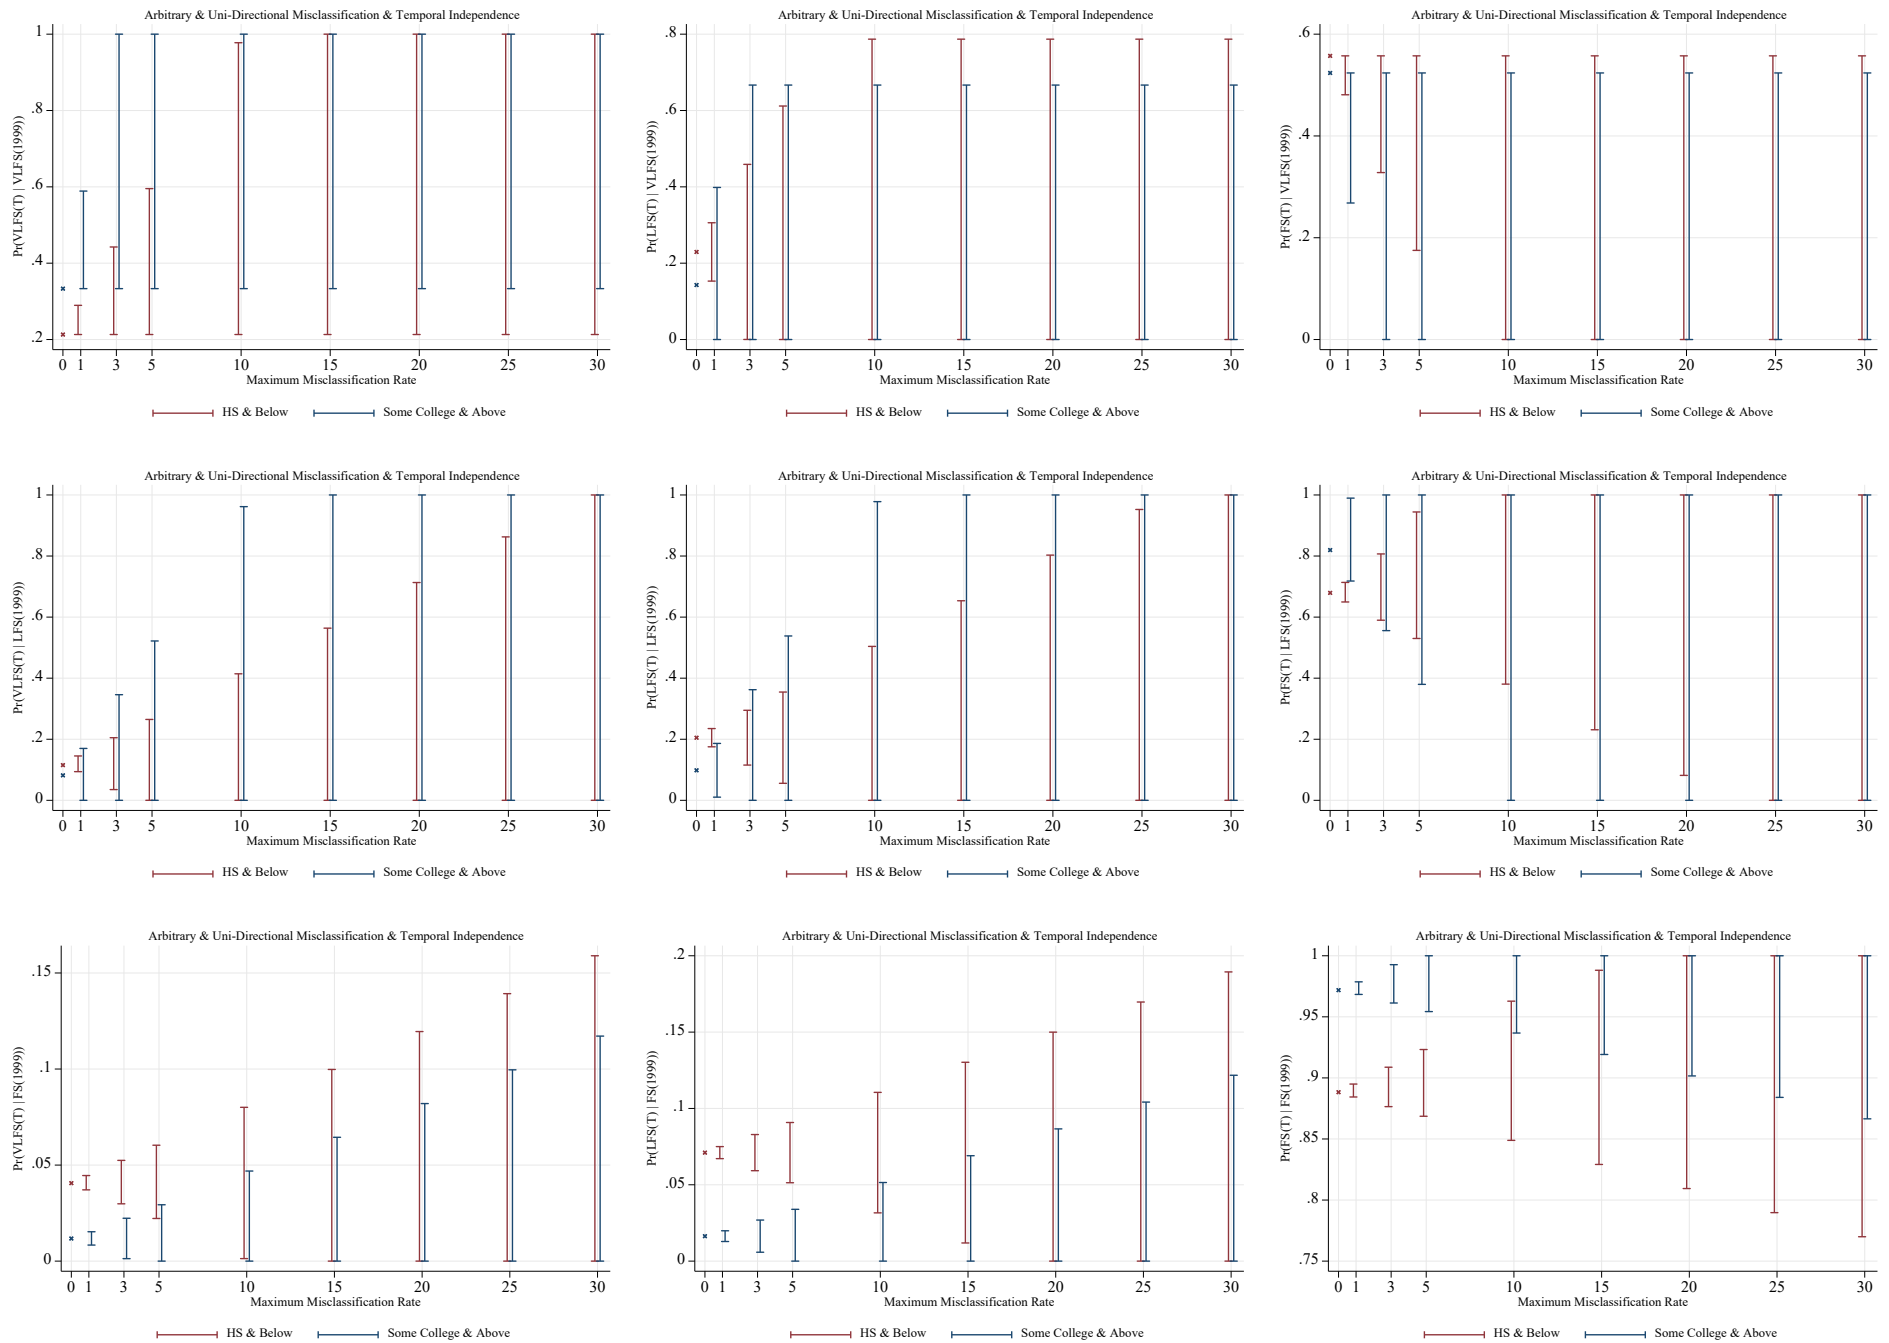 Arbitrary & Uni-Directional Misclassification & Temporal Independence
Pr(VLFS(T) | VLFS(1999))
1
.8
.6
.4
.2
0 1 3 5 10 15 20 25 30
Maximum Misclassification Rate
HS & Below Some College & Above
Arbitrary & Uni-Directional Misclassification & Temporal Independence
Pr(LFS(T) | VLFS(1999))
.8
.6
.4
.2
0
0 1 3 5 10 15 20 25 30
Maximum Misclassification Rate
HS & Below Some College & Above
Arbitrary & Uni-Directional Misclassification & Temporal Independence
Pr(FS(T) | VLFS(1999))
.6
.4
.2
0
0 1 3 5 10 15 20 25 30
Maximum Misclassification Rate
HS & Below Some College & Above
Arbitrary & Uni-Directional Misclassification & Temporal Independence
Pr(VLFS(T) | LFS(1999))
1
.8
.6
.4
.2
0
0 1 3 5 10 15 20 25 30
Maximum Misclassification Rate
HS & Below Some College & Above
Arbitrary & Uni-Directional Misclassification & Temporal Independence
Pr(LFS(T) | LFS(1999))
1
.8
.6
.4
.2
0
0 1 3 5 10 15 20 25 30
Maximum Misclassification Rate
HS & Below Some College & Above
Arbitrary & Uni-Directional Misclassification & Temporal Independence
Pr(FS(T) | LFS(1999))
1
.8
.6
.4
.2
0
0 1 3 5 10 15 20 25 30
Maximum Misclassification Rate
HS & Below Some College & Above
Arbitrary & Uni-Directional Misclassification & Temporal Independence
Pr(VLFS(T) | FS(1999))
.15
.1
.05
0
0 1 3 5 10 15 20 25 30
Maximum Misclassification Rate
HS & Below Some College & Above
Arbitrary & Uni-Directional Misclassification & Temporal Independence
Pr(LFS(T) | FS(1999))
.2
.15
.1
.05
0
0 1 3 5 10 15 20 25 30
Maximum Misclassification Rate
HS & Below Some College & Above
Arbitrary & Uni-Directional Misclassification & Temporal Independence
Pr(FS(T) | FS(1999))
1
.95
.9
.85
.8
.75
0 1 3 5 10 15 20 25 30
Maximum Misclassification Rate
HS & Below Some College & Above